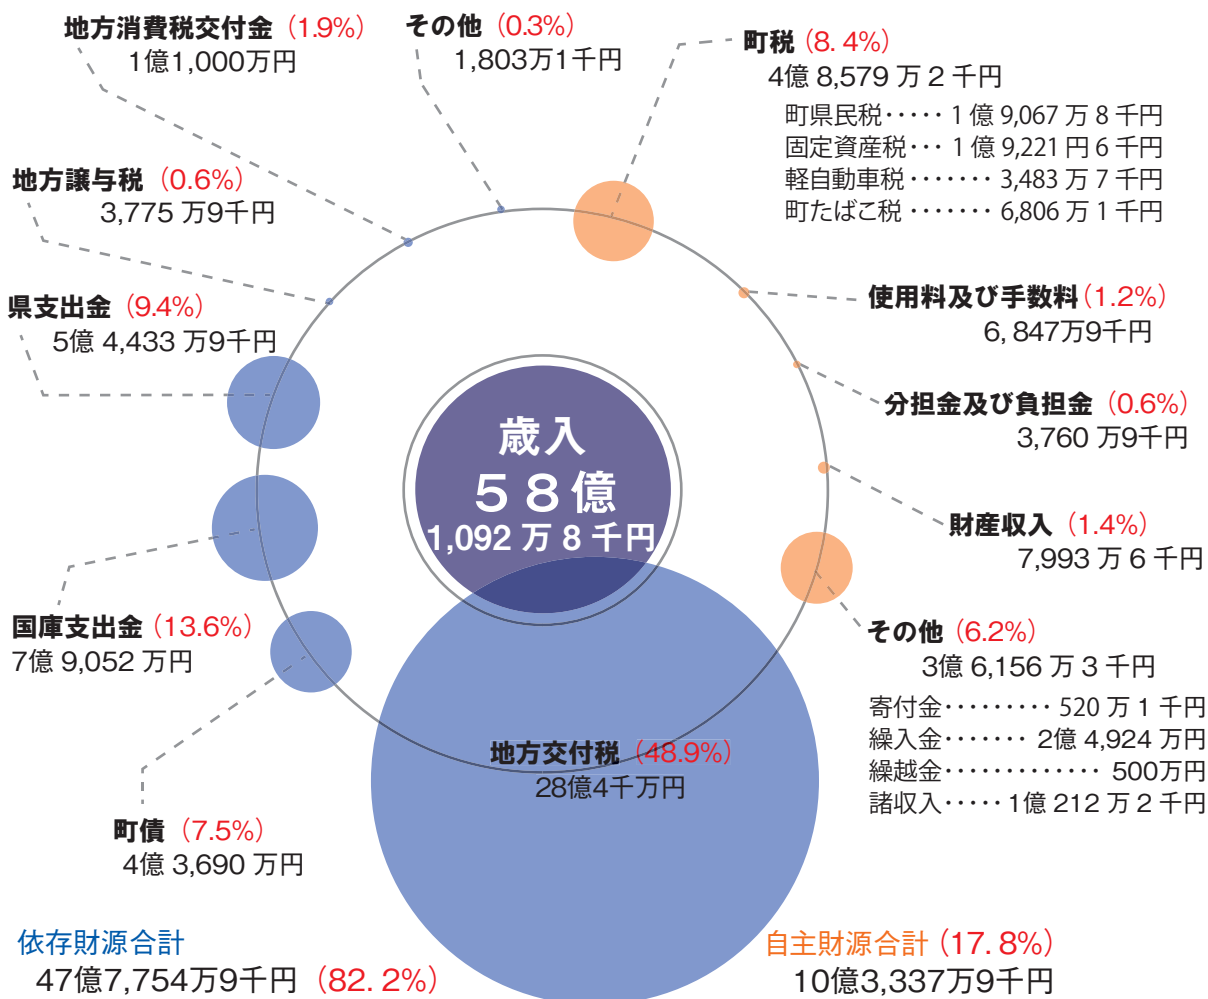 地方消費税交付金（1.9%）
1億1,000万円
その他（0.3%）
1,803万1千円
町税（8.4%）
4億 8,579 万 2 千円
町県民税・・・・・ 1 億 9,067 万 8 千円
固定資産税・・・ 1 億 9,221 円 6 千円
軽自動車税・・・・・・・ 3,483 万 7 千円
町たばこ税・・・・・・・ 6,806 万 1 千円
地方譲与税（0.6%）
3,775 万9千円
県支出金（9.4%）
5億 4,433 万9千円
使用料及び手数料（1.2%）
6,847万9千円
分担金及び負担金（0.6%）
3,760 万9千円
歳入
５８億
1,092 万 8 千円
財産収入（1.4%）
7,993 万 6 千円
国庫支出金（13.6%）
7億 9,052 万円
その他（6.2%）
3億 6,156 万 3 千円
寄付金・・・・・・・・・ 520 万 1 千円
繰入金・・・・・・・ 2億 4,924 万円
繰越金・・・・・・・・・・・・・ 500万円
諸収入・・・・・ 1億 212 万 2 千円
地方交付税（48.9%）
28億4千万円
町債（7.5%）
4億 3,690 万円
依存財源合計
47億7,754万9千円（82.2%）
自主財源合計（17.8%）
10億3,337万9千円